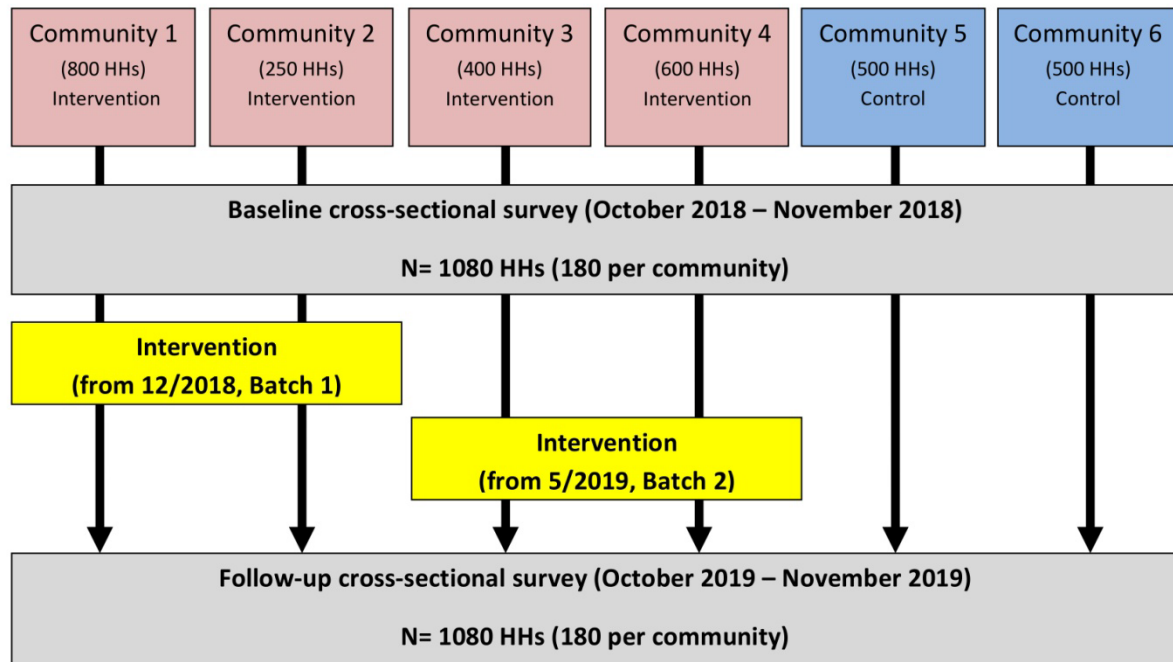 Community 1
(800 HHs)
Intervention
Community 2
(250 HHs)
Intervention
Community 3
(400 HHs)
Intervention
Community 4
(600 HHs)
Intervention
Community 5
(500 HHs)
Control
Community 6
(500 HHs)
Control
Baseline cross-sectional survey (October 2018 – November 2018)
N= 1080 HHs (180 per community)
Intervention
(from 12/2018, Batch 1)
Intervention
(from 5/2019, Batch 2)
Follow-up cross-sectional survey (October 2019 – November 2019)
N= 1080 HHs (180 per community)